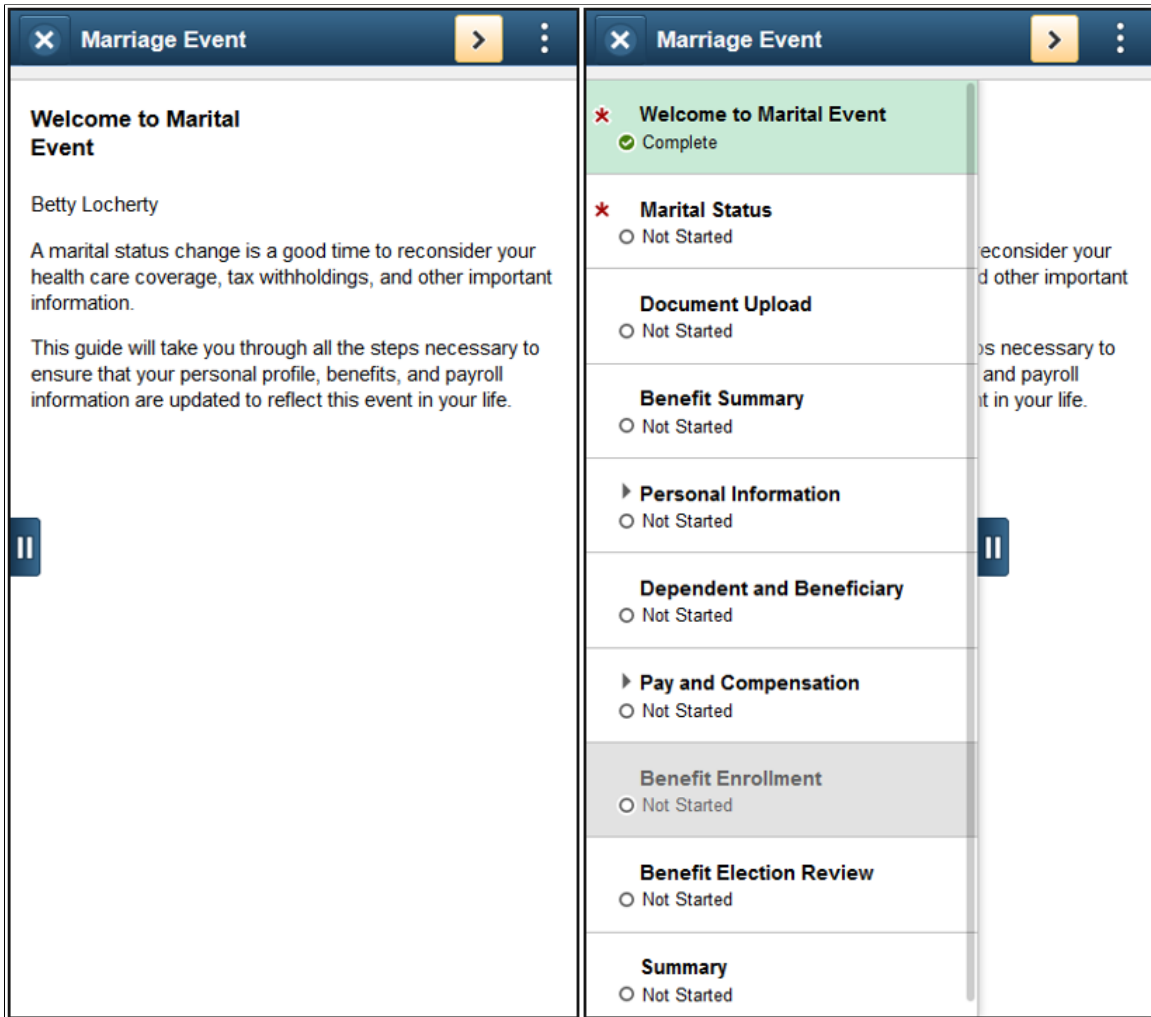 Marriage Event
Welcome to Marital
Event
Betty Locherty
A marital status change is a good time to reconsider your
health care coverage, tax withholdings, and other important
information.
This guide will take you through all the steps necessary to
ensure that your personal profile, benefits, and payroll
information are updated to reflect this event in your life.
Marriage Event
* Welcome to Marital Event
Complete
* Marital Status
Not Started
Document Upload
Not Started
Benefit Summary
Not Started
Personal Information
Not Started
Dependent and Beneficiary
Not Started
Pay and Compensation
Not Started
Benefit Enrollment
Not Started
Benefit Election Review
Not Started
Summary
Not Started
econsider your
d other important
necessary to
and payroll
in your life.